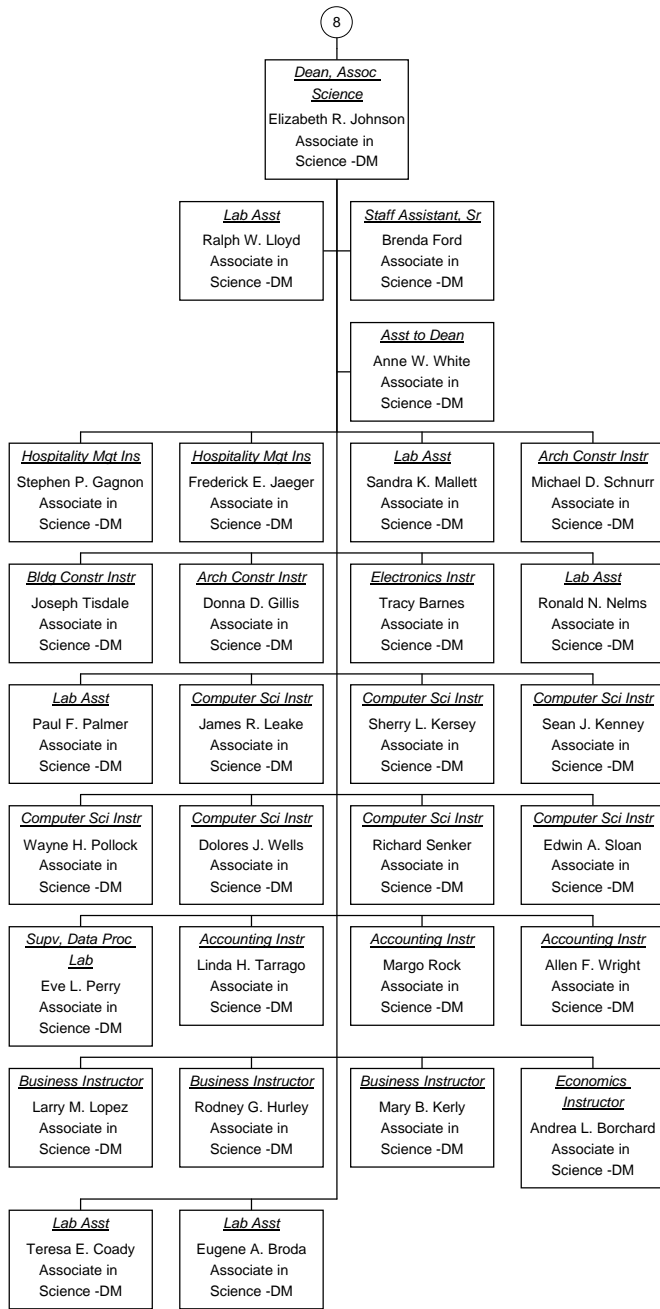 8
Dean, Assoc
Science
Elizabeth R. Johnson
Associate in
Science -DM
Lab Asst
Ralph W. Lloyd
Associate in
Science -DM
Staff Assistant, Sr
Brenda Ford
Associate in
Science -DM
Asst to Dean
Anne W. White
Associate in
Science -DM
Hospitality Mgt Ins
Stephen P. Gagnon
Associate in
Science -DM
Hospitality Mgt Ins
Frederick E. Jaeger
Associate in
Science -DM
Lab Asst
Sandra K. Mallett
Associate in
Science -DM
Arch Constr Instr
Michael D. Schnurr
Associate in
Science -DM
Bldg Constr Instr
Joseph Tisdale
Associate in
Science -DM
Arch Constr Instr
Donna D. Gillis
Associate in
Science -DM
Electronics Instr
Tracy Barnes
Associate in
Science -DM
Lab Asst
Ronald N. Nelms
Associate in
Science -DM
Lab Asst
Paul F. Palmer
Associate in
Science -DM
Computer Sci Instr
James R. Leake
Associate in
Science -DM
Computer Sci Instr
Sherry L. Kersey
Associate in
Science -DM
Computer Sci Instr
Sean J. Kenney
Associate in
Science -DM
Computer Sci Instr
Wayne H. Pollock
Associate in
Science -DM
Computer Sci Instr
Dolores J. Wells
Associate in
Science -DM
Computer Sci Instr
Richard Senker
Associate in
Science -DM
Computer Sci Instr
Edwin A. Sloan
Associate in
Science -DM
Supv, Data Proc
Lab
Eve L. Perry
Associate in
Science -DM
Accounting Instr
Linda H. Tarrago
Associate in
Science -DM
Accounting Instr
Margo Rock
Associate in
Science -DM
Accounting Instr
Allen F. Wright
Associate in
Science -DM
Business Instructor
Larry M. Lopez
Associate in
Science -DM
Business Instructor
Rodney G. Hurley
Associate in
Science -DM
Business Instructor
Mary B. Kerly
Associate in
Science -DM
Economics
Instructor
Andrea L. Borchard
Associate in
Science -DM
Lab Asst
Teresa E. Coady
Associate in
Science -DM
Lab Asst
Eugene A. Broda
Associate in
Science -DM